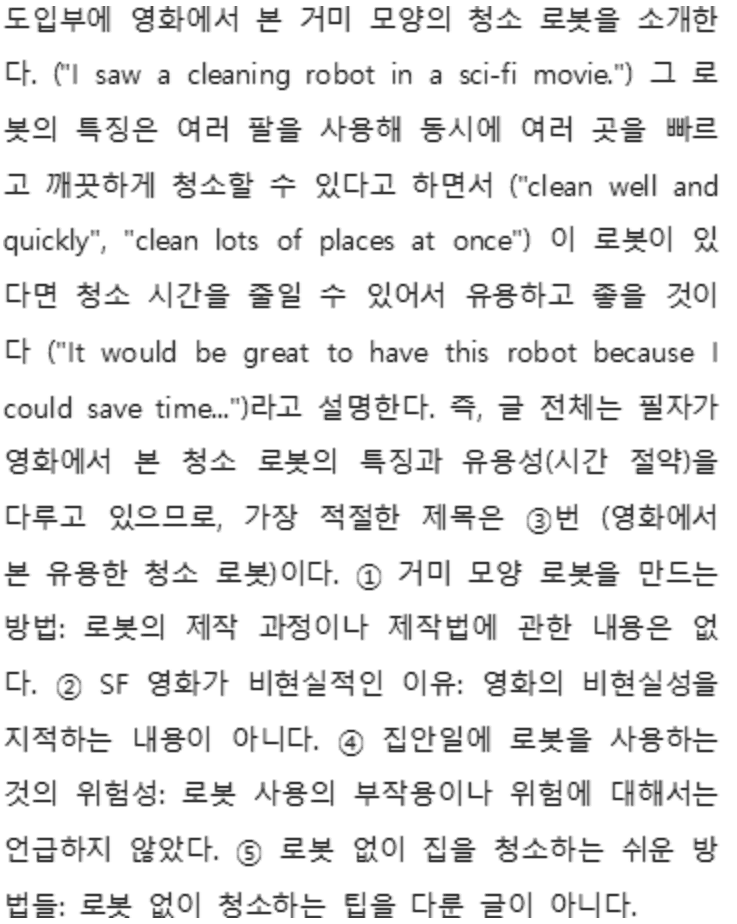 도입부에 영화에서 본 거미 모양의 청소 로봇을 소개한
다. ("I saw a cleaning robot in a sci-fi movie.") 그 로
봇의 특징은 여러 팔을 사용해 동시에 여러 곳을 빠르
고 깨끗하게 청소할 수 있다고 하면서 ("clean well and
quickly", "clean lots of places at once") 이 로봇이 있
다면 청소 시간을 줄일 수 있어서 유용하고 좋을 것이
다 ("It would be great to have this robot because I
could save time...")라고 설명한다. 즉, 글 전체는 필자가
영화에서 본 청소 로봇의 특징과 유용성(시간 절약)을
다루고 있으므로, 가장 적절한 제목은 ③번 (영화에서
본 유용한 청소 로봇)이다. ① 거미 모양 로봇을 만드는
방법: 로봇의 제작 과정이나 제작법에 관한 내용은 없
다. ② SF 영화가 비현실적인 이유: 영화의 비현실성을
지적하는 내용이 아니다. ④ 집안일에 로봇을 사용하는
것의 위험성: 로봇 사용의 부작용이나 위험에 대해서는
언급하지 않았다. ⑤ 로봇 없이 집을 청소하는 쉬운 방
법들: 로봇 없이 청소하는 팁을 다룬 글이 아니다.